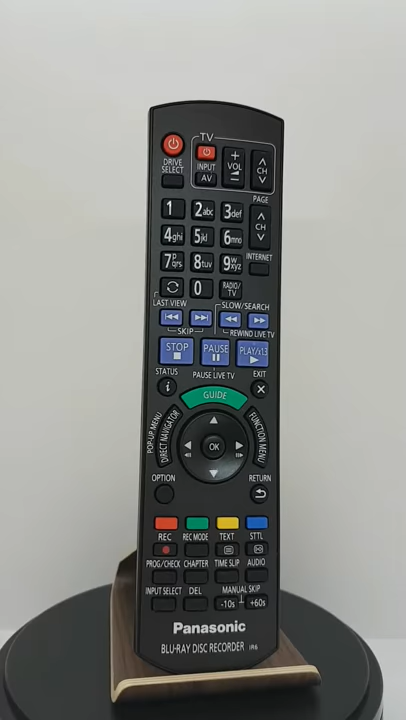 TV
DRIVE
SELECT
INPUT
AV
+
VOL
−
CH
PAGE
CH
1 2abc 3def
4ghi 5jkl 6mno
7pqrs 8tuv 9wxyz
INTERNET
0
RADIO/
TV
LAST VIEW
SLOW/SEARCH
SKIP
REWIND LIVE TV
STOP PAUSE PLAY/x1.3
STATUS PAUSE LIVE TV EXIT
GUIDE
POP-UP MENU
DIRECT NAVIGATOR
FUNCTION MENU
OK
OPTION RETURN
REC REC MODE TEXT STTL
PROG/CHECK CHAPTER TIME SLIP AUDIO
INPUT SELECT DEL MANUAL SKIP
-10s +60s
Panasonic
BLU-RAY DISC RECORDER IR6